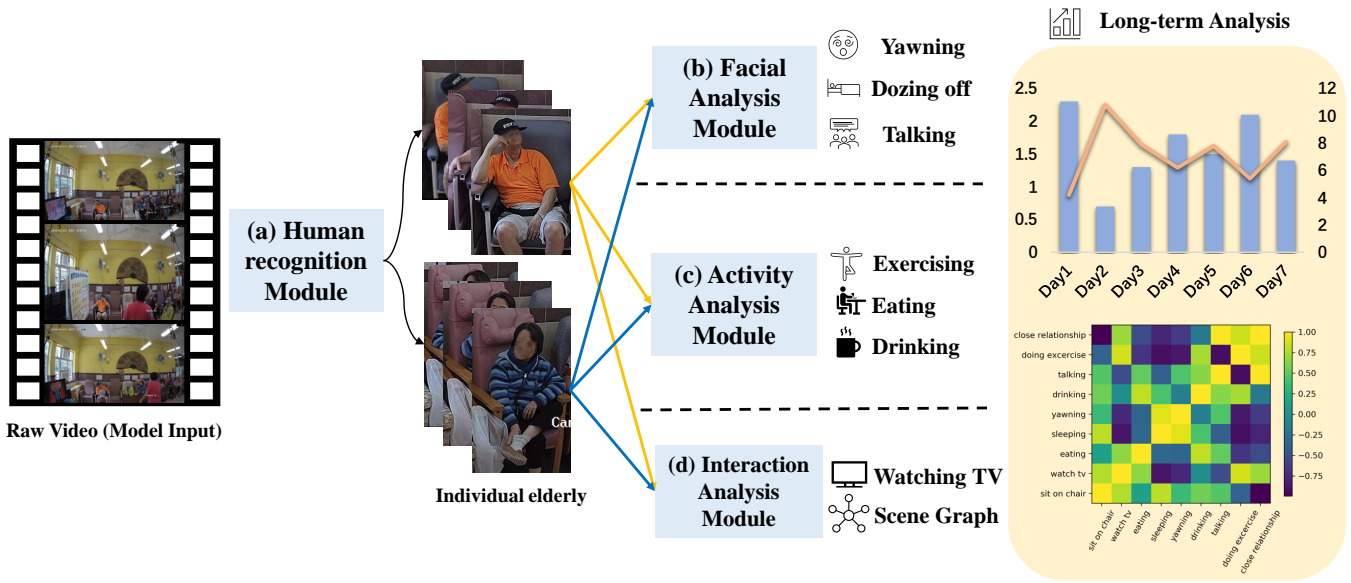 Raw Video (Model Input)
(a) Human
recognition
Module
Individual elderly
(b) Facial
Analysis
Module
Yawning
Dozing off
Talking
(c) Activity
Analysis
Module
Exercising
Eating
Drinking
(d) Interaction
Analysis
Module
Watching TV
Scene Graph
Long-term Analysis
2.5
2
1.5
1
0.5
0
12
10
8
6
4
2
0
Day1
Day2
Day3
Day4
Day5
Day6
Day7
close relationship
doing excercise
talking
drinking
yawning
sleeping
eating
watch tv
sit on chair
sit on chair
watch tv
eating
sleeping
yawning
drinking
talking
doing excercise
close relationship
1.00
0.75
0.50
0.25
0.00
−0.25
−0.50
−0.75